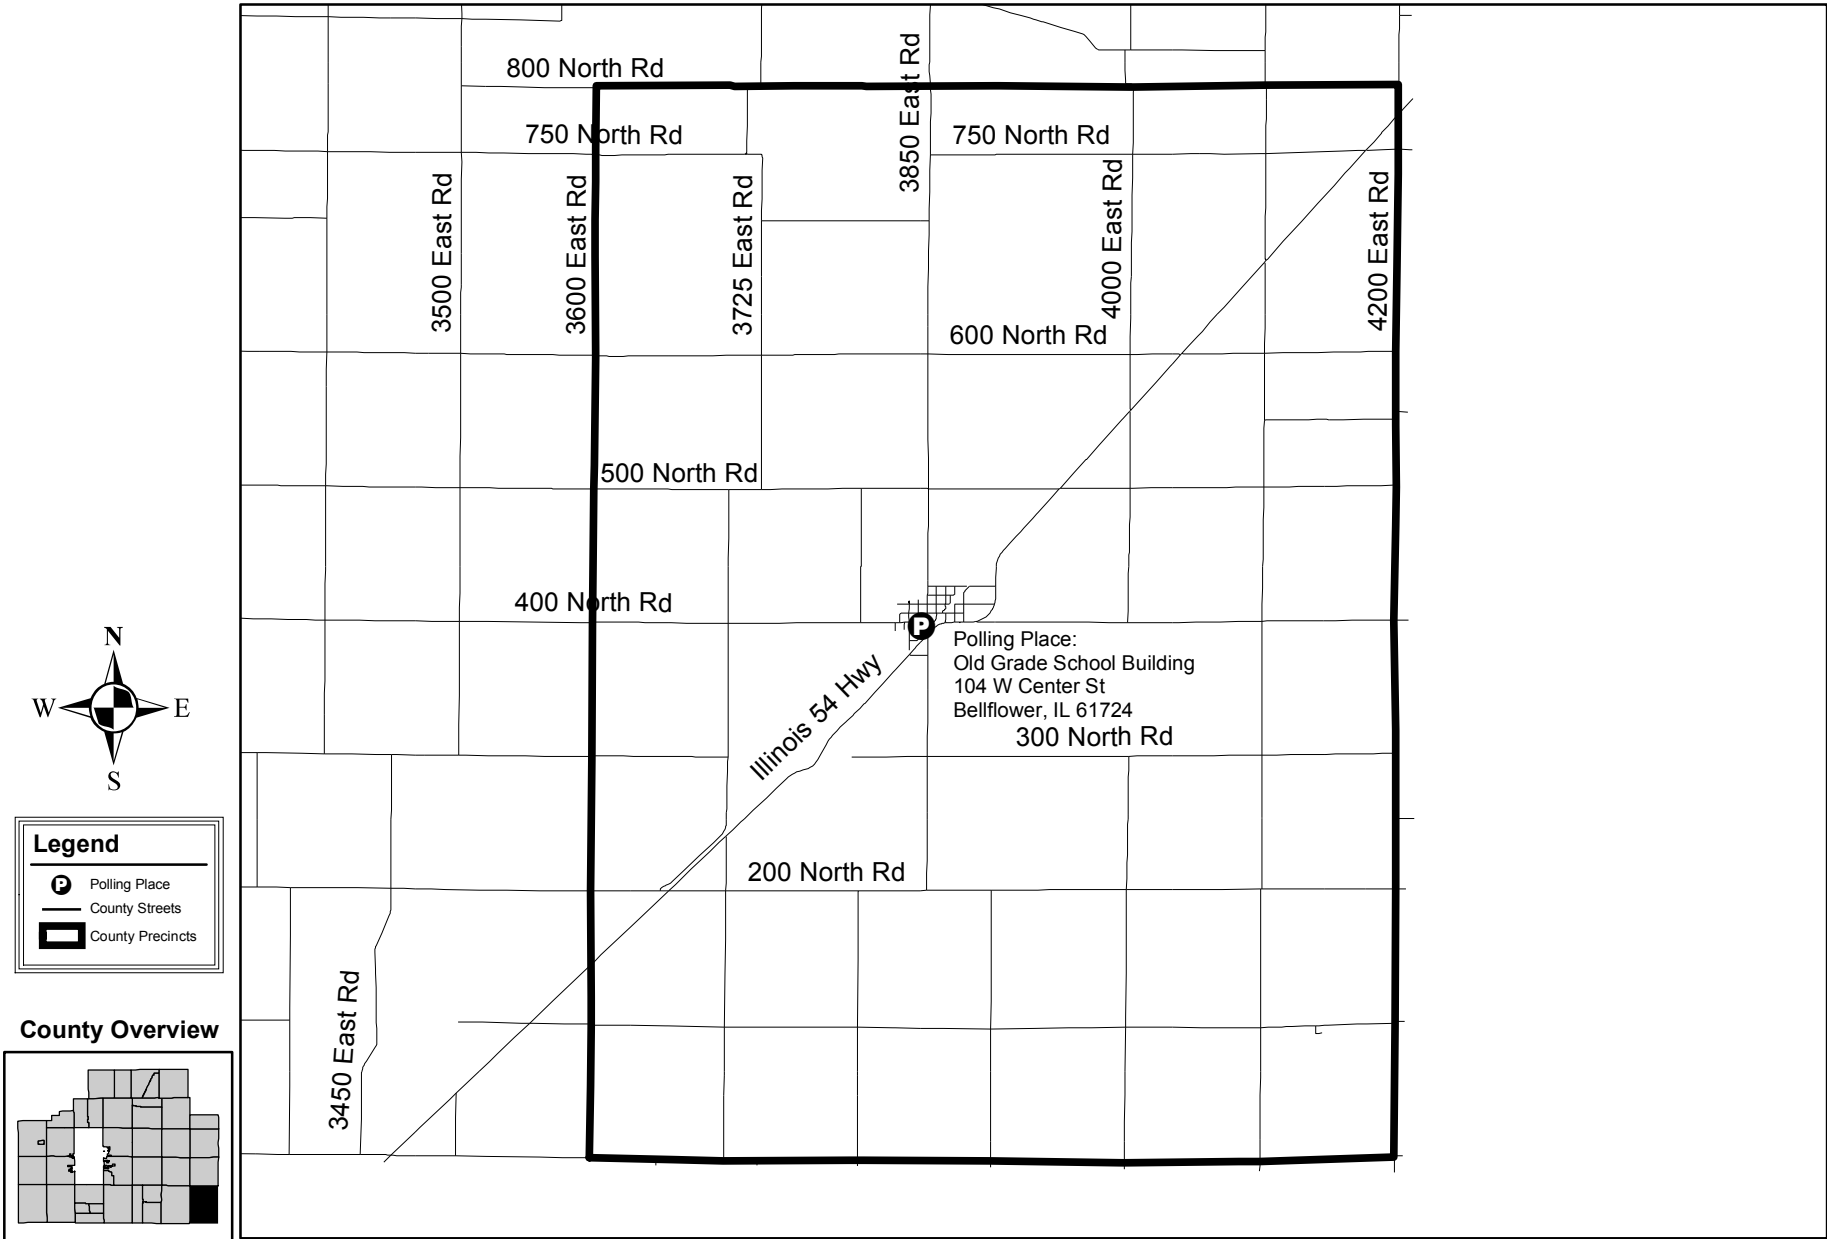 800 North Rd
3850 East Rd
750 North Rd
750 North Rd
3500 East Rd
3600 East Rd
3725 East Rd
4000 East Rd
4200 East Rd
600 North Rd
500 North Rd
400 North Rd
P
Polling Place:
Old Grade School Building
104 W Center St
Bellflower, IL 61724
Illinois 54 Hwy
300 North Rd
200 North Rd
3450 East Rd
N
W
E
S
Legend
P Polling Place
County Streets
County Precincts
County Overview